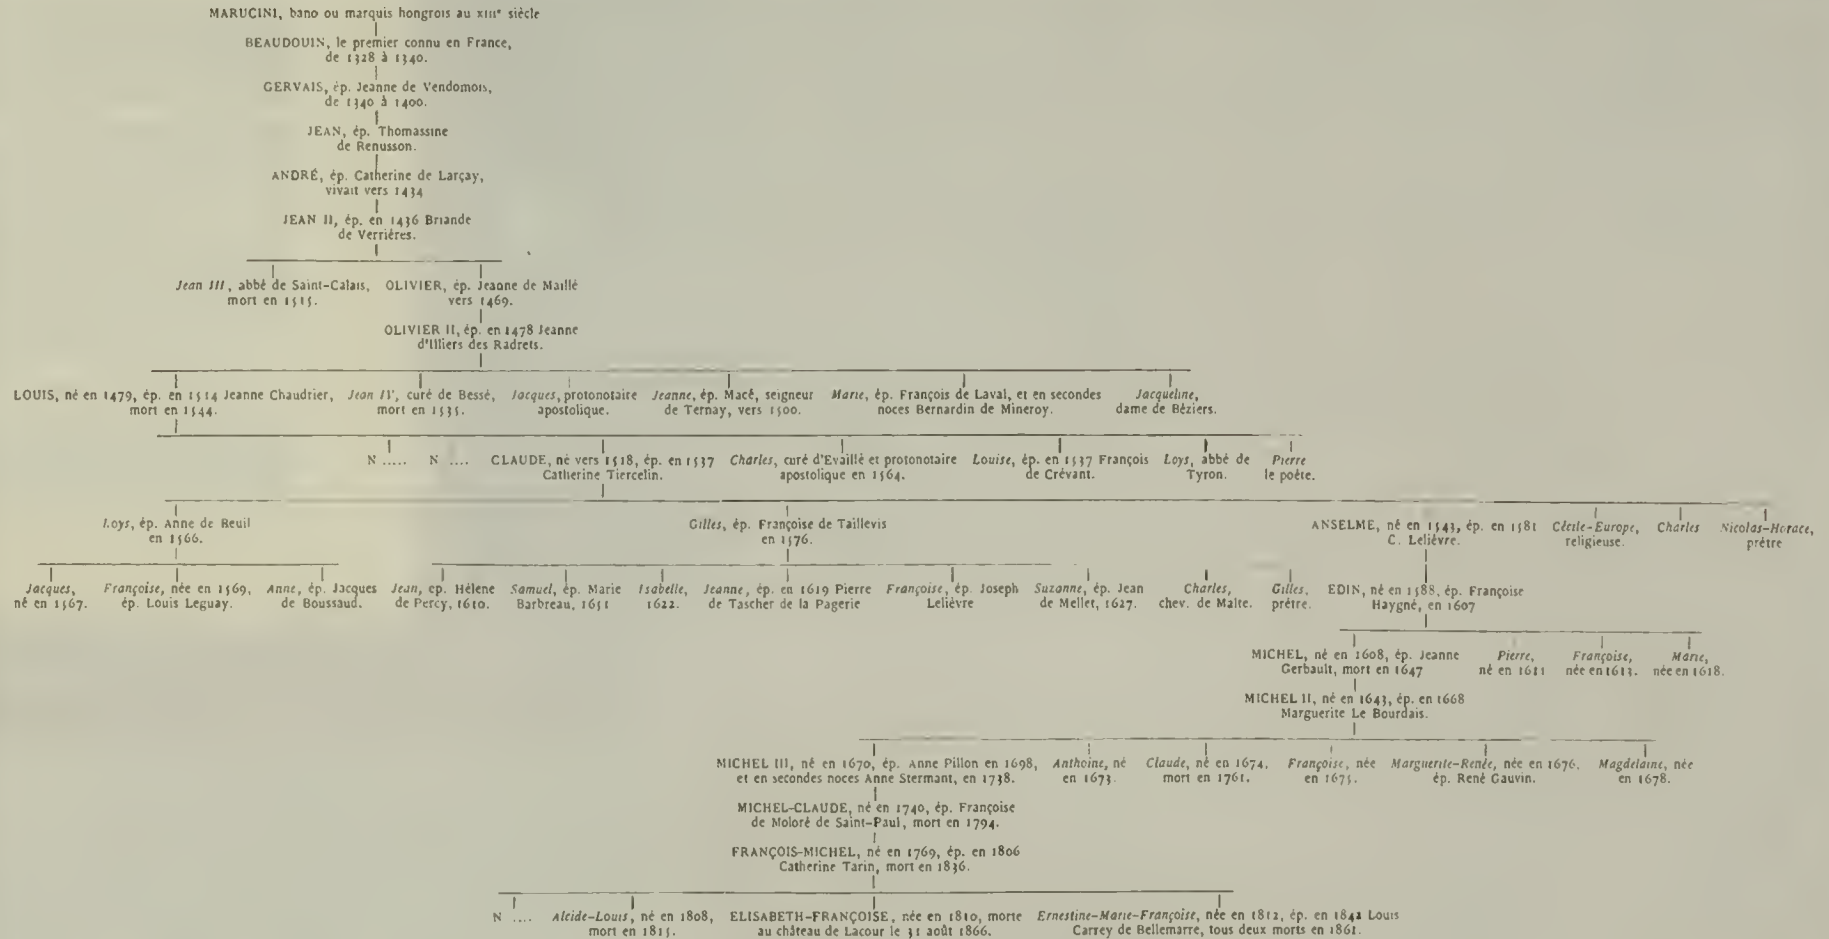 MARUCINI, bano ou marquis hongrois au XIIIᵉ siècle
BEAUDOUIN, le premier connu en France,
de 1328 à 1340.
GERVAIS, ép. Jeanne de Vendomois,
de 1340 à 1400.
JEAN, ép. Thomassine
de Renusson.
ANDRÉ, ép. Catherine de Larçay,
vivait vers 1434
JEAN II, ép. en 1436 Briande
de Verrières.
Jean III, abbé de Saint-Calais,
mort en 1515.
OLIVIER, ép. Jeanne de Maillé
vers 1469.
OLIVIER II, ép. en 1478 Jeanne
d'Illiers des Radrets.
LOUIS, né en 1479, ép. en 1514 Jeanne Chaudrier,
mort en 1544.
Jean IV, curé de Bessé,
mort en 1535.
Jacques, protonotaire
apostolique.
Jeanne, ép. Macé, seigneur
de Ternay, vers 1500.
Marie, ép. François de Laval, et en secondes
noces Bernardin de Mineroy.
Jacqueline,
dame de Béziers.
N .....
N ....
CLAUDE, né vers 1518, ép. en 1537
Catherine Tiercelin.
Charles, curé d'Evaillé et protonotaire
apostolique en 1564.
Louise, ép. en 1537 François
de Crévant.
Loys, abbé de
Tyron.
Pierre
le poète.
Loys, ép. Anne de Reuil
en 1566.
Gilles, ép. Françoise de Taillevis
en 1576.
ANSELME, né en 1543, ép. en 1581
C. Lelièvre.
Cécile-Europe,
religieuse.
Charles
Nicolas-Horace,
prêtre
Jacques,
né en 1567.
Françoise, née en 1569,
ép. Louis Leguay.
Anne, ép. Jacques
de Boussaud.
Jean, ep. Hélène
de Percy, 1610.
Samuel, ép. Marie
Barbreau, 1651
Isabelle,
1622.
Jeanne, ép. en 1619 Pierre
de Tascher de la Pagerie
Françoise, ép. Joseph
Lelièvre
Suzanne, ép. Jean
de Mellet, 1627.
Charles,
chev. de Malte.
Gilles,
prêtre.
EDIN, né en 1588, ép. Françoise
Haygné, en 1607
MICHEL, né en 1608, ép. Jeanne
Gerbault, mort en 1647
Pierre,
né en 1611
Françoise,
née en 1613.
Marie,
née en 1618.
MICHEL II, né en 1643, ép. en 1668
Marguerite Le Bourdais.
MICHEL III, né en 1670, ép. Anne Pillon en 1698,
et en secondes noces Anne Stermant, en 1738.
Anthoine, né
en 1673.
Claude, né en 1674,
mort en 1761.
Françoise, née
en 1675.
Marguerite-Renée, née en 1676,
ép. René Gauvin.
Magdelaine, née
en 1678.
MICHEL-CLAUDE, né en 1740, ép. Françoise
de Moloré de Saint-Paul, mort en 1794.
FRANÇOIS-MICHEL, né en 1769, ép. en 1806
Catherine Tarin, mort en 1836.
N ....
Alcide-Louis, né en 1808,
mort en 1815.
ELISABETH-FRANÇOISE, née en 1810, morte
au château de Lacour le 31 août 1866.
Ernestine-Marie-Françoise, née en 1812, ép. en 1842 Louis
Carrey de Bellemarre, tous deux morts en 1861.